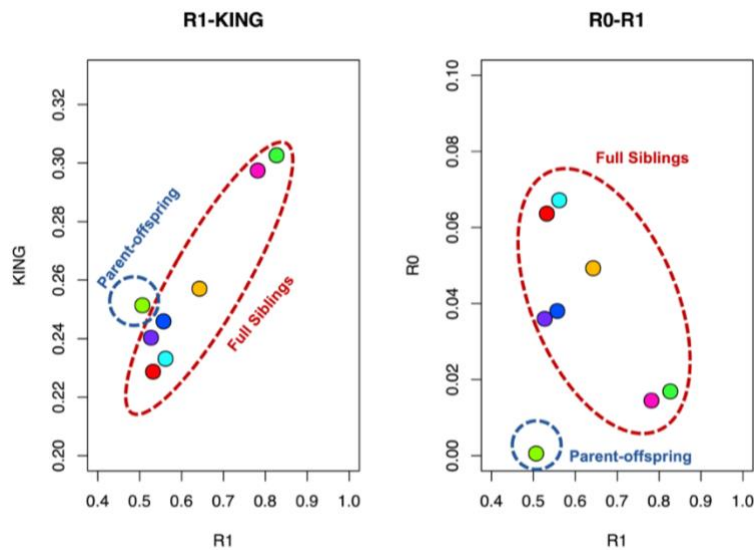 R1-KING
KING
0.20 0.22 0.24 0.26 0.28 0.30 0.32
Parent-offspring
Full Siblings
0.4 0.5 0.6 0.7 0.8 0.9 1.0
R1
R0-R1
R0
0.00 0.02 0.04 0.06 0.08 0.10
Full Siblings
Parent-offspring
0.4 0.5 0.6 0.7 0.8 0.9 1.0
R1